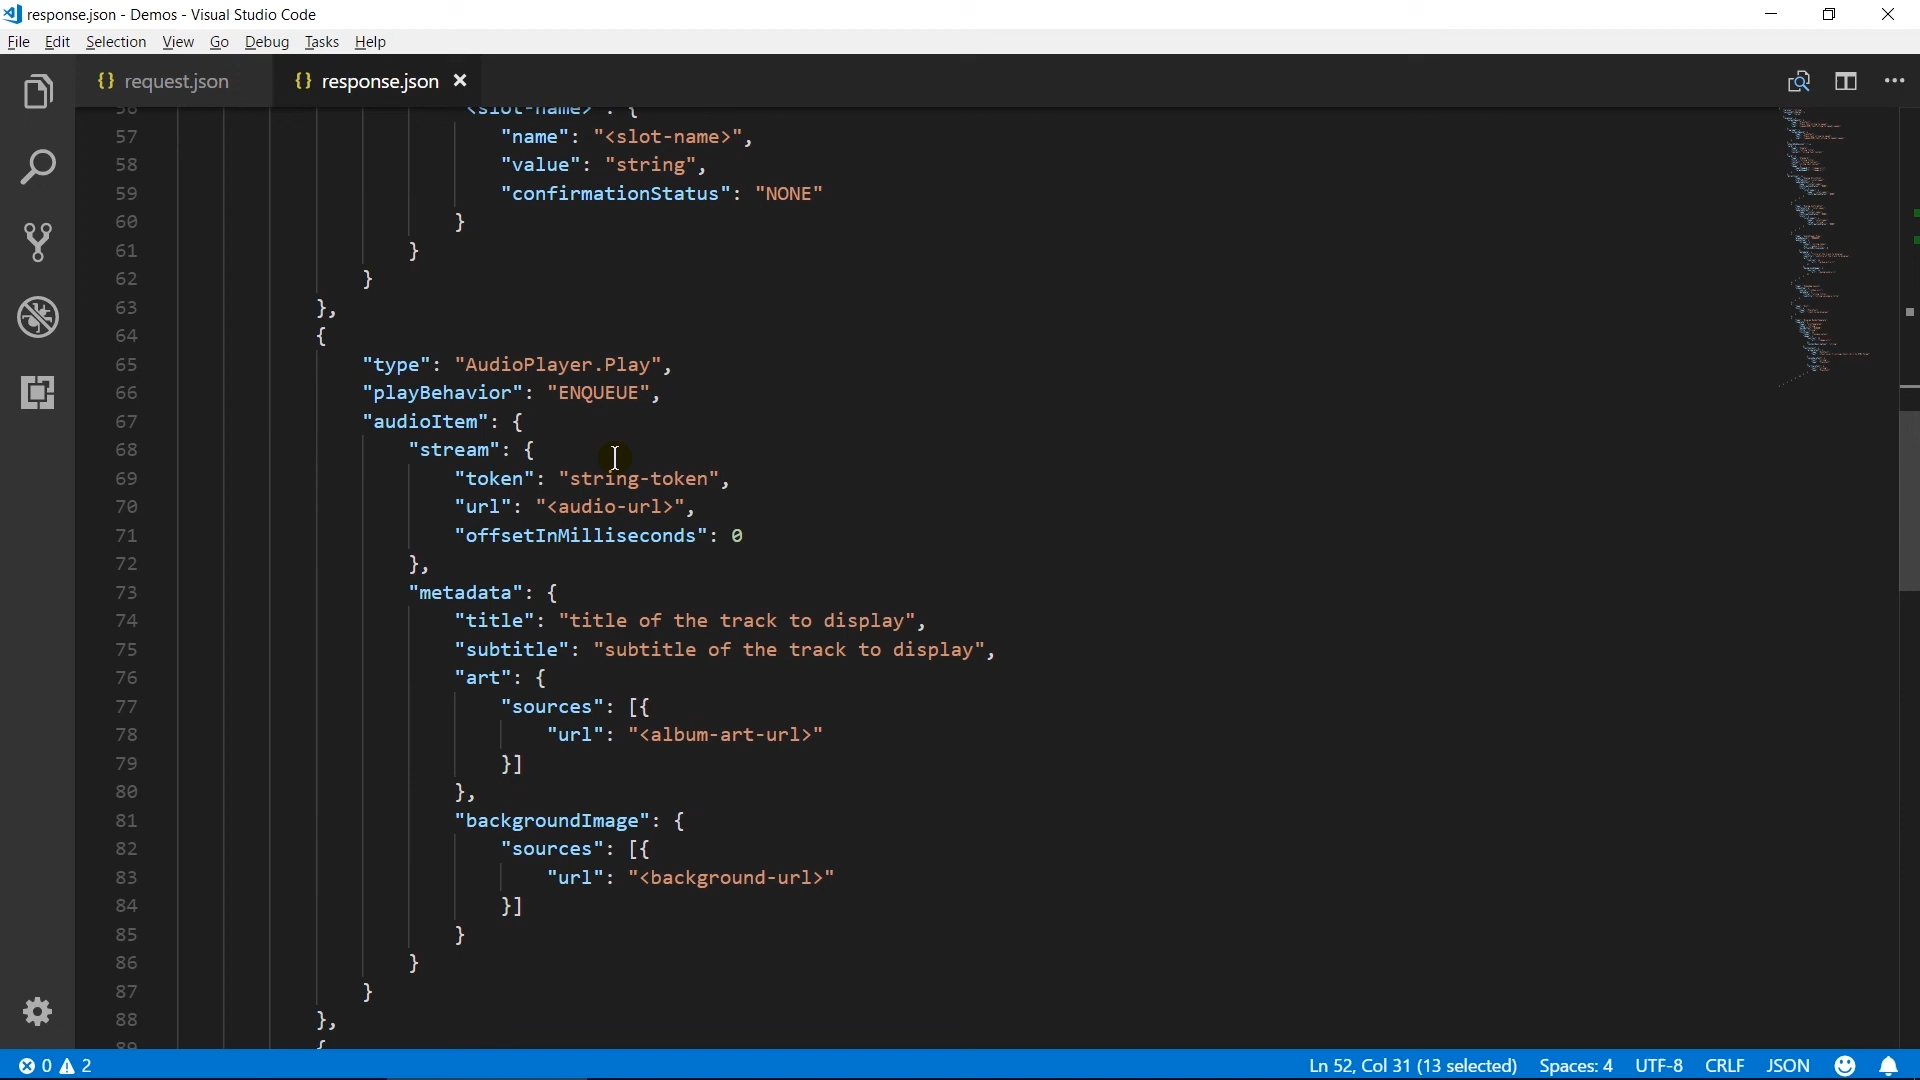 response.json - Demos - Visual Studio Code
File Edit Selection View Go Debug Tasks Help
{} request.json {} response.json ×
56 "<slot-name>": {
57 "name": "<slot-name>",
58 "value": "string",
59 "confirmationStatus": "NONE"
60 }
61 }
62 }
63 },
64 {
65 "type": "AudioPlayer.Play",
66 "playBehavior": "ENQUEUE",
67 "audioItem": {
68 "stream": {
69 "token": "string-token",
70 "url": "<audio-url>",
71 "offsetInMilliseconds": 0
72 },
73 "metadata": {
74 "title": "title of the track to display",
75 "subtitle": "subtitle of the track to display",
76 "art": {
77 "sources": [{
78 "url": "<album-art-url>"
79 }]
80 },
81 "backgroundImage": {
82 "sources": [{
83 "url": "<background-url>"
84 }]
85 }
86 }
87 }
88 },
89 {
0 2 Ln 52, Col 31 (13 selected) Spaces: 4 UTF-8 CRLF JSON